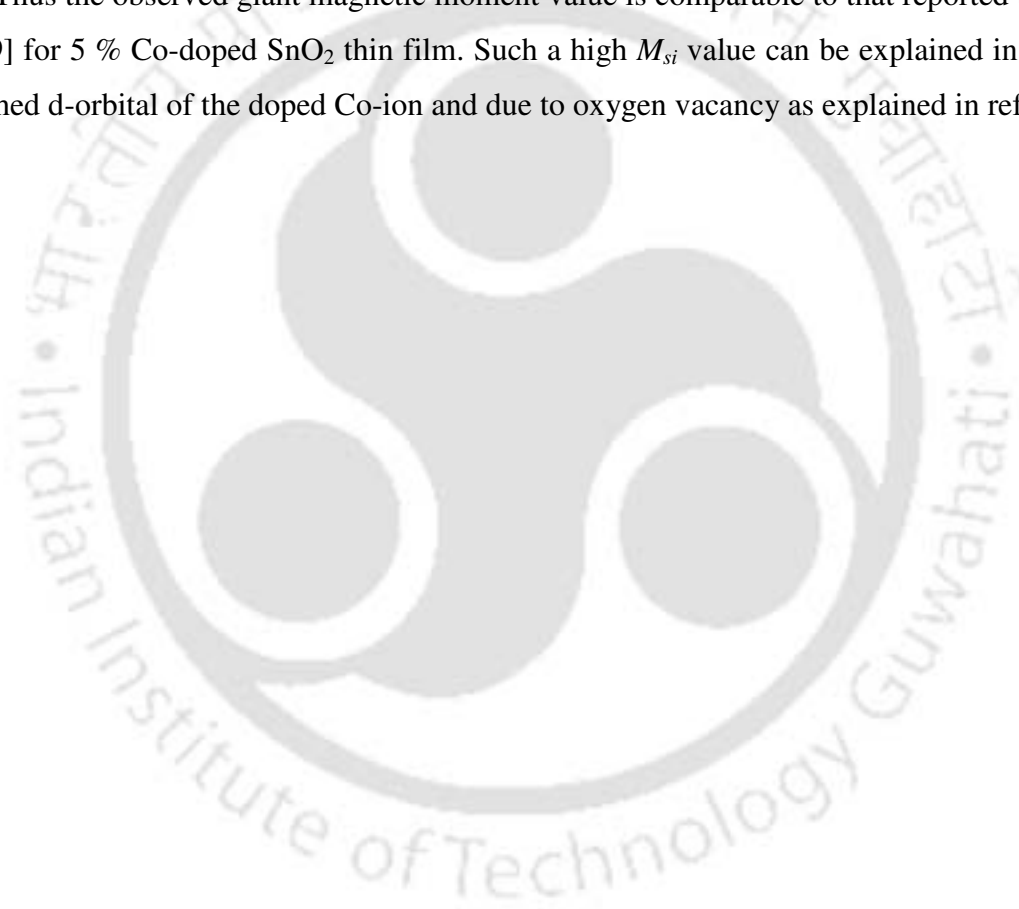 Thus the observed giant magnetic moment value is comparable to that reported
9] for 5 % Co-doped SnO₂ thin film. Such a high Mₛᵢ value can be explained in
ned d-orbital of the doped Co-ion and due to oxygen vacancy as explained in ref
Indian Institute of Technology Guwahati